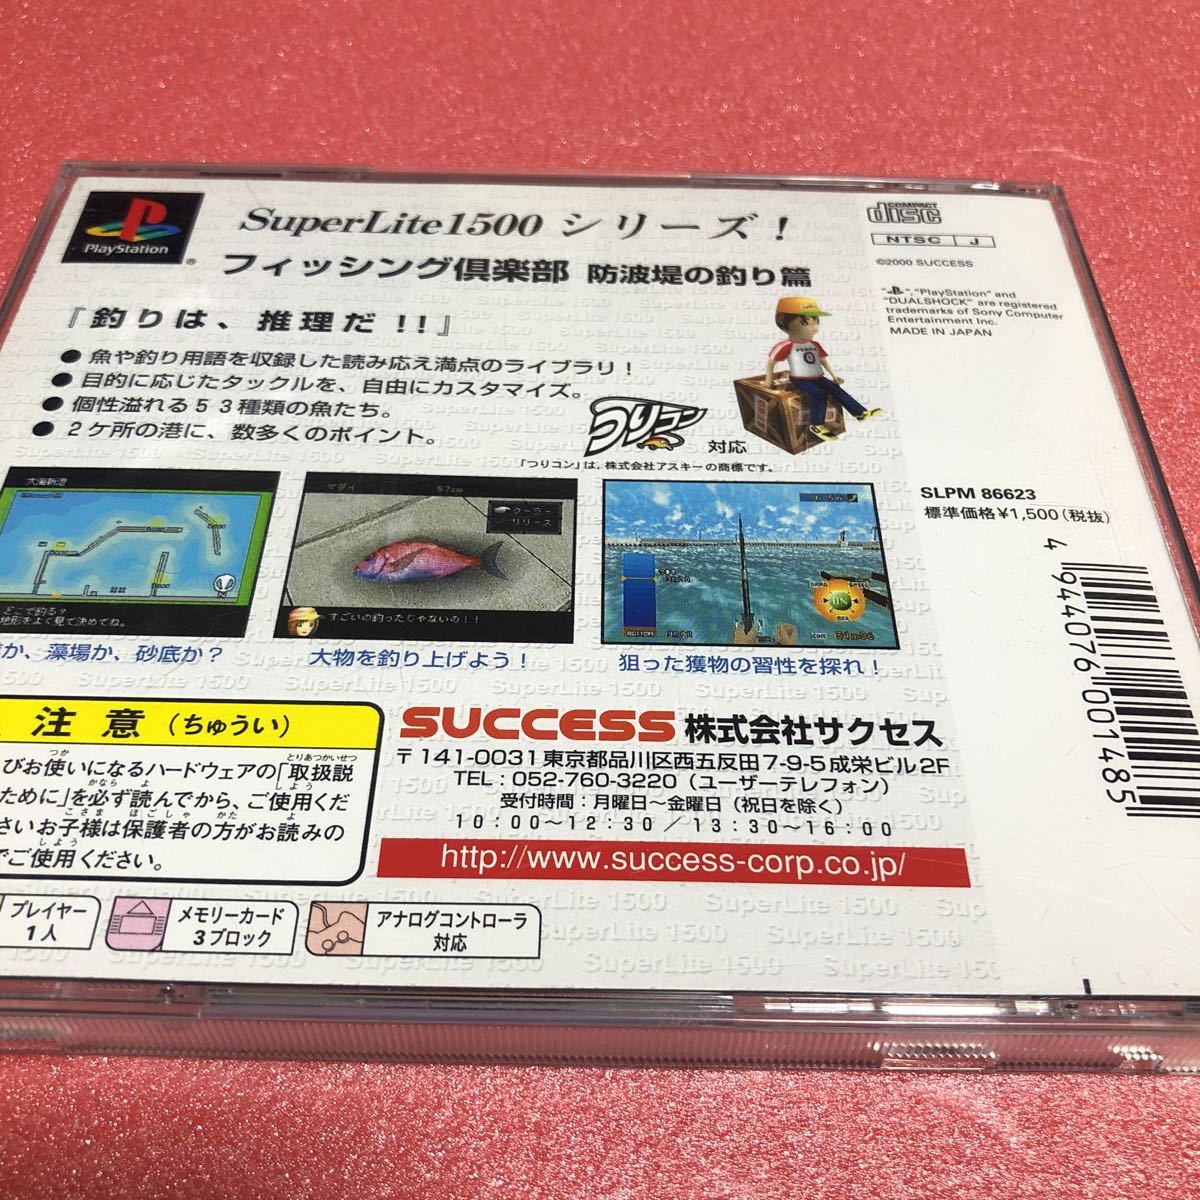 PlayStation
SuperLite1500 シリーズ!
フィッシング倶楽部 防波堤の釣り篇
『釣りは、推理だ!!』
● 魚や釣り用語を収録した読み応え満点のライブラリ!
● 目的に応じたタックルを、自由にカスタマイズ。
● 個性溢れる53種類の魚たち。
● 2ケ所の港に、数多くのポイント。
つりコン 対応
「つりコン」は、株式会社アスキーの商標です。
COMPACT
disc
NTSC J
©2000 SUCCESS
"PlayStation" and
"DUALSHOCK" are registered
trademarks of Sony Computer
Entertainment Inc.
MADE IN JAPAN
SLPM 86623
標準価格¥1,500(税抜)
4 944076 001485
大海新港
どこで釣る?
地形をよく見て決めてね。
マダイ 57cm
クーラー
リリース
すごいの釣ったじゃないの!!
BOTTOM
ON
か、藻場か、砂底か?
大物を釣り上げよう!
狙った獲物の習性を探れ!
注意(ちゅうい)
びお使いになるハードウェアの「取扱説
ために」を必ず読んでから、ご使用くだ
さいお子様は保護者の方がお読みの
でご使用ください。
SUCCESS 株式会社サクセス
〒141-0031 東京都品川区西五反田7-9-5成栄ビル2F
TEL:052-760-3220(ユーザーテレフォン)
受付時間:月曜日~金曜日(祝日を除く)
10:00~12:30/13:30~16:00
http://www.success-corp.co.jp/
プレイヤー
1人
メモリーカード
3ブロック
アナログコントローラ
対応